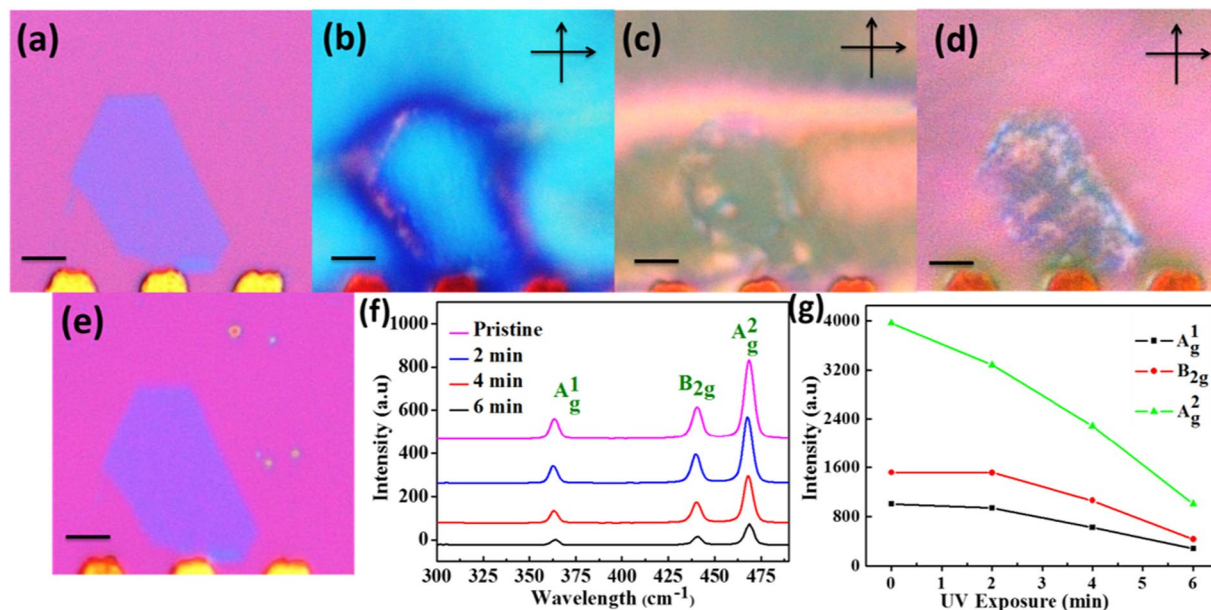 (a)
(b)
(c)
(d)
(e)
(f)
1000
800
600
400
200
0
Intensity (a.u)
Pristine
2 min
4 min
6 min
A¹g
B2g
A²g
300 350 375 425 450 475
Wavelength (cm⁻¹)
(g)
4000
3200
2400
1600
800
0
Intensity (a.u)
A¹g
B2g
A²g
0 1 2 3 4 5 6
UV Exposure (min)